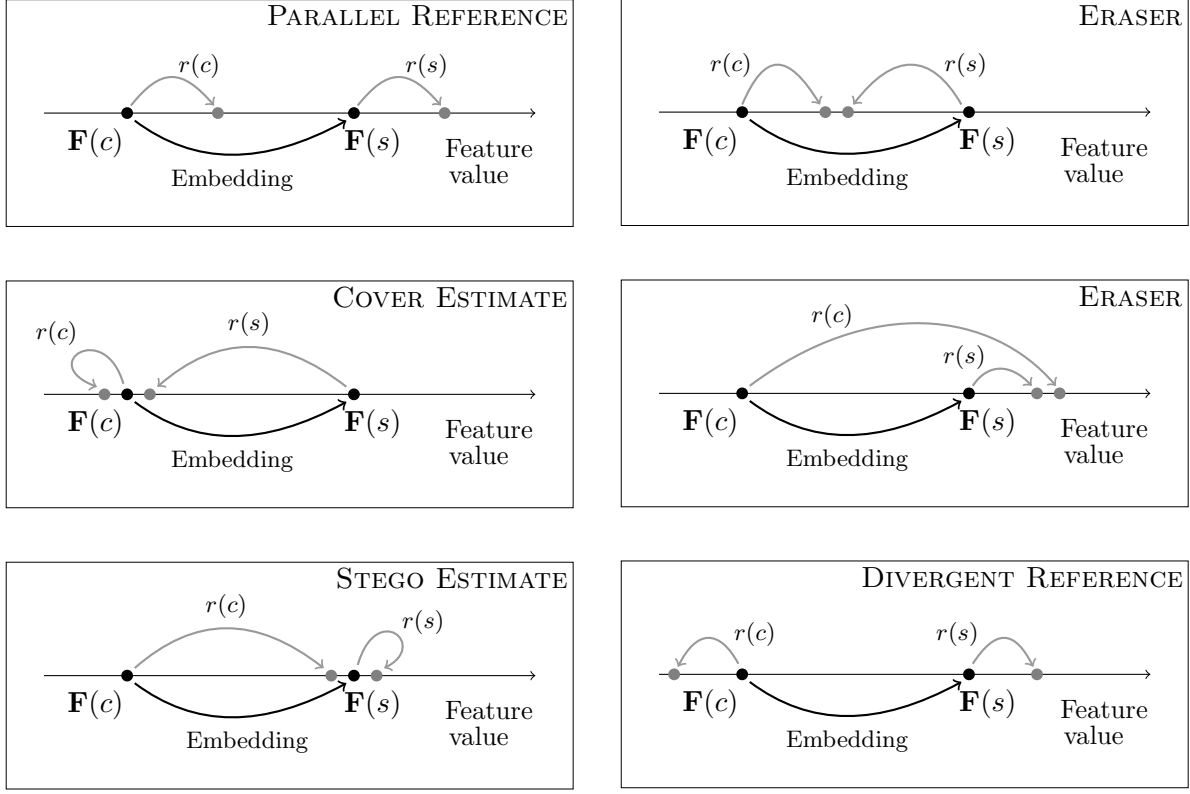 PARALLEL REFERENCE
r(c)
r(s)
F(c)
F(s)
Embedding
Feature
value
ERASER
r(c)
r(s)
F(c)
F(s)
Embedding
Feature
value
COVER ESTIMATE
r(c)
r(s)
F(c)
F(s)
Embedding
Feature
value
ERASER
r(c)
r(s)
F(c)
F(s)
Embedding
Feature
value
STEGO ESTIMATE
r(c)
r(s)
F(c)
F(s)
Embedding
Feature
value
DIVERGENT REFERENCE
r(c)
r(s)
F(c)
F(s)
Embedding
Feature
value